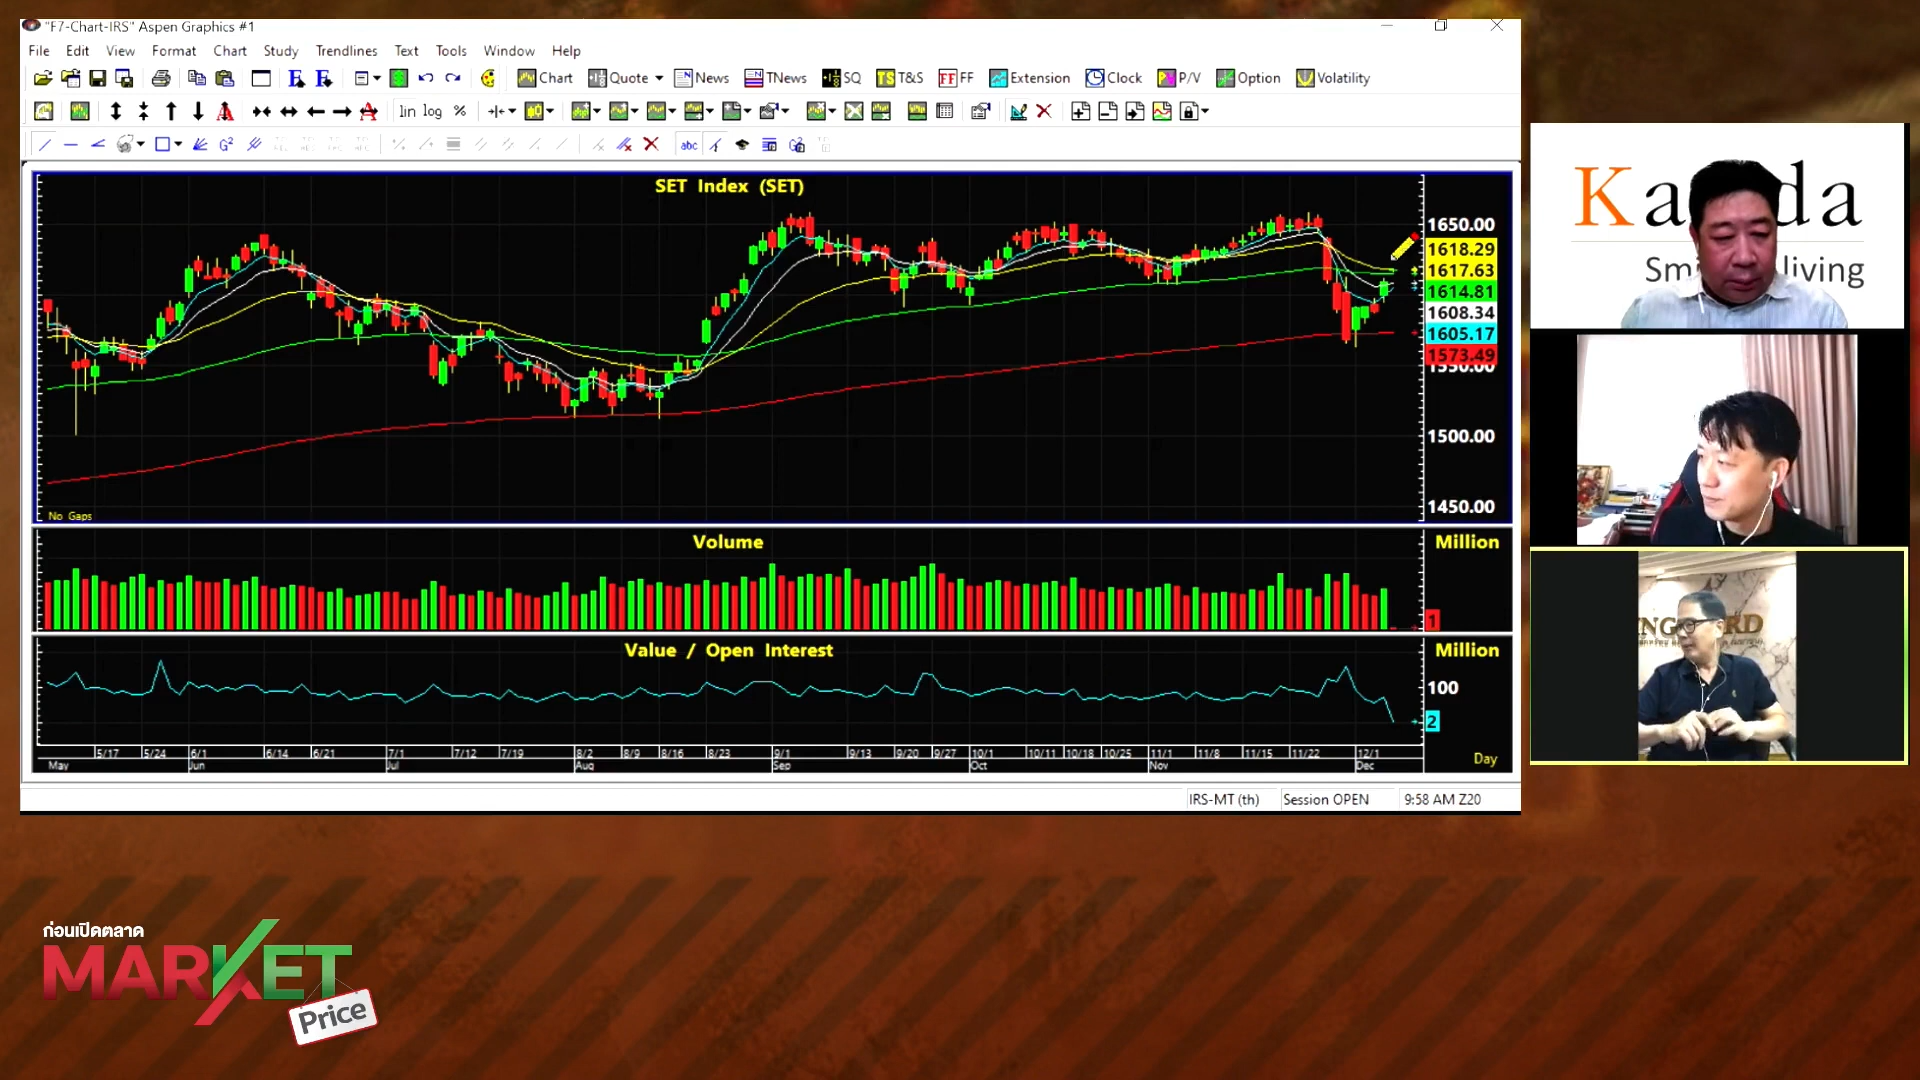 "F7-Chart-IRS" Aspen Graphics #1
File Edit View Format Chart Study Trendlines Text Tools Window Help
Chart Quote News TNews SQ TS T&S FF FF Extension Clock P/V Option Volatility
lin log %
G² abc
SET Index (SET)
1650.00
1618.29
1617.63
1614.81
1608.34
1605.17
1573.49
1550.00
1500.00
1450.00
No Gaps
Volume Million
1
Value / Open Interest Million
100
2
5/17 5/24 6/1 6/14 6/21 7/1 7/12 7/19 8/2 8/9 8/16 8/23 9/1 9/13 9/20 9/27 10/1 10/11 10/18 10/25 11/1 11/8 11/15 11/22 12/1
May Jun Jul Aug Sep Oct Nov Dec Day
IRS-MT (th) Session OPEN 9:58 AM Z20
living
ก่อนเปิดตลาด
MARKET
Price